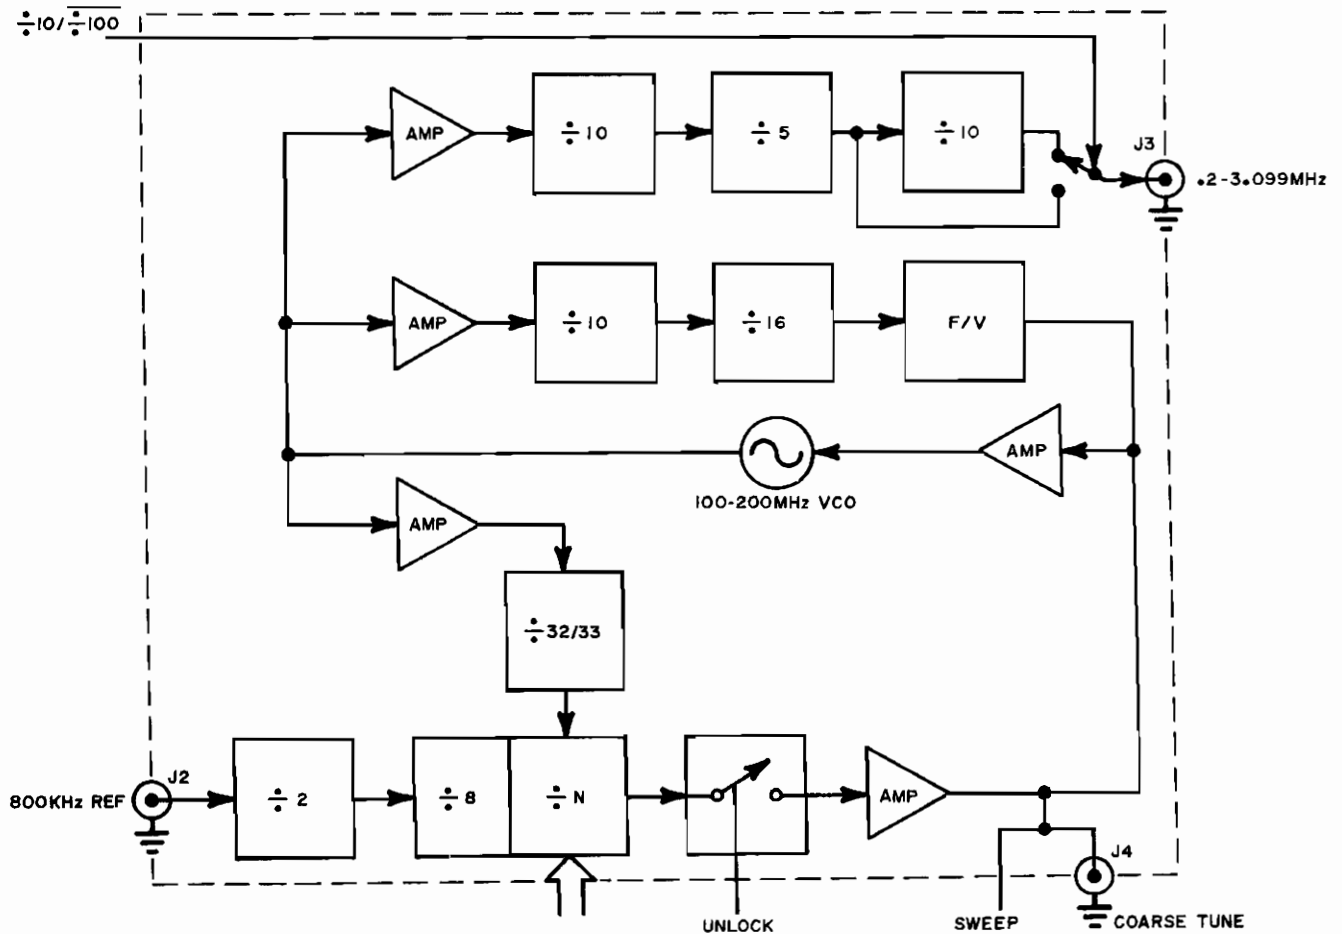 ÷10/÷100
AMP
÷10
÷5
÷10
J3
.2-3.099MHz
AMP
÷10
÷16
F/V
AMP
100-200MHz VCO
AMP
÷32/33
J2
800KHz REF
÷2
÷8
÷N
AMP
J4
UNLOCK
SWEEP
COARSE TUNE